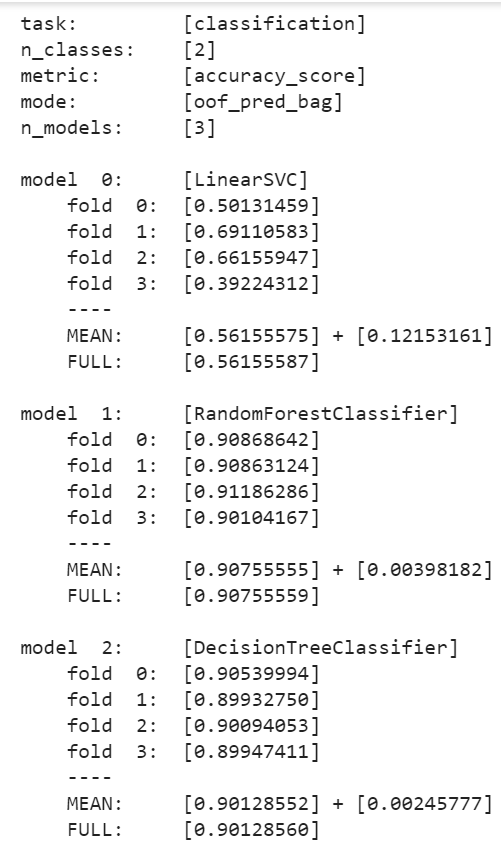 task:         [classification]
n_classes:    [2]
metric:       [accuracy_score]
mode:         [oof_pred_bag]
n_models:     [3]

model  0:     [LinearSVC]
    fold  0:  [0.50131459]
    fold  1:  [0.69110583]
    fold  2:  [0.66155947]
    fold  3:  [0.39224312]
    ----
    MEAN:     [0.56155575] + [0.12153161]
    FULL:     [0.56155587]

model  1:     [RandomForestClassifier]
    fold  0:  [0.90868642]
    fold  1:  [0.90863124]
    fold  2:  [0.91186286]
    fold  3:  [0.90104167]
    ----
    MEAN:     [0.90755555] + [0.00398182]
    FULL:     [0.90755559]

model  2:     [DecisionTreeClassifier]
    fold  0:  [0.90539994]
    fold  1:  [0.89932750]
    fold  2:  [0.90094053]
    fold  3:  [0.89947411]
    ----
    MEAN:     [0.90128552] + [0.00245777]
    FULL:     [0.90128560]